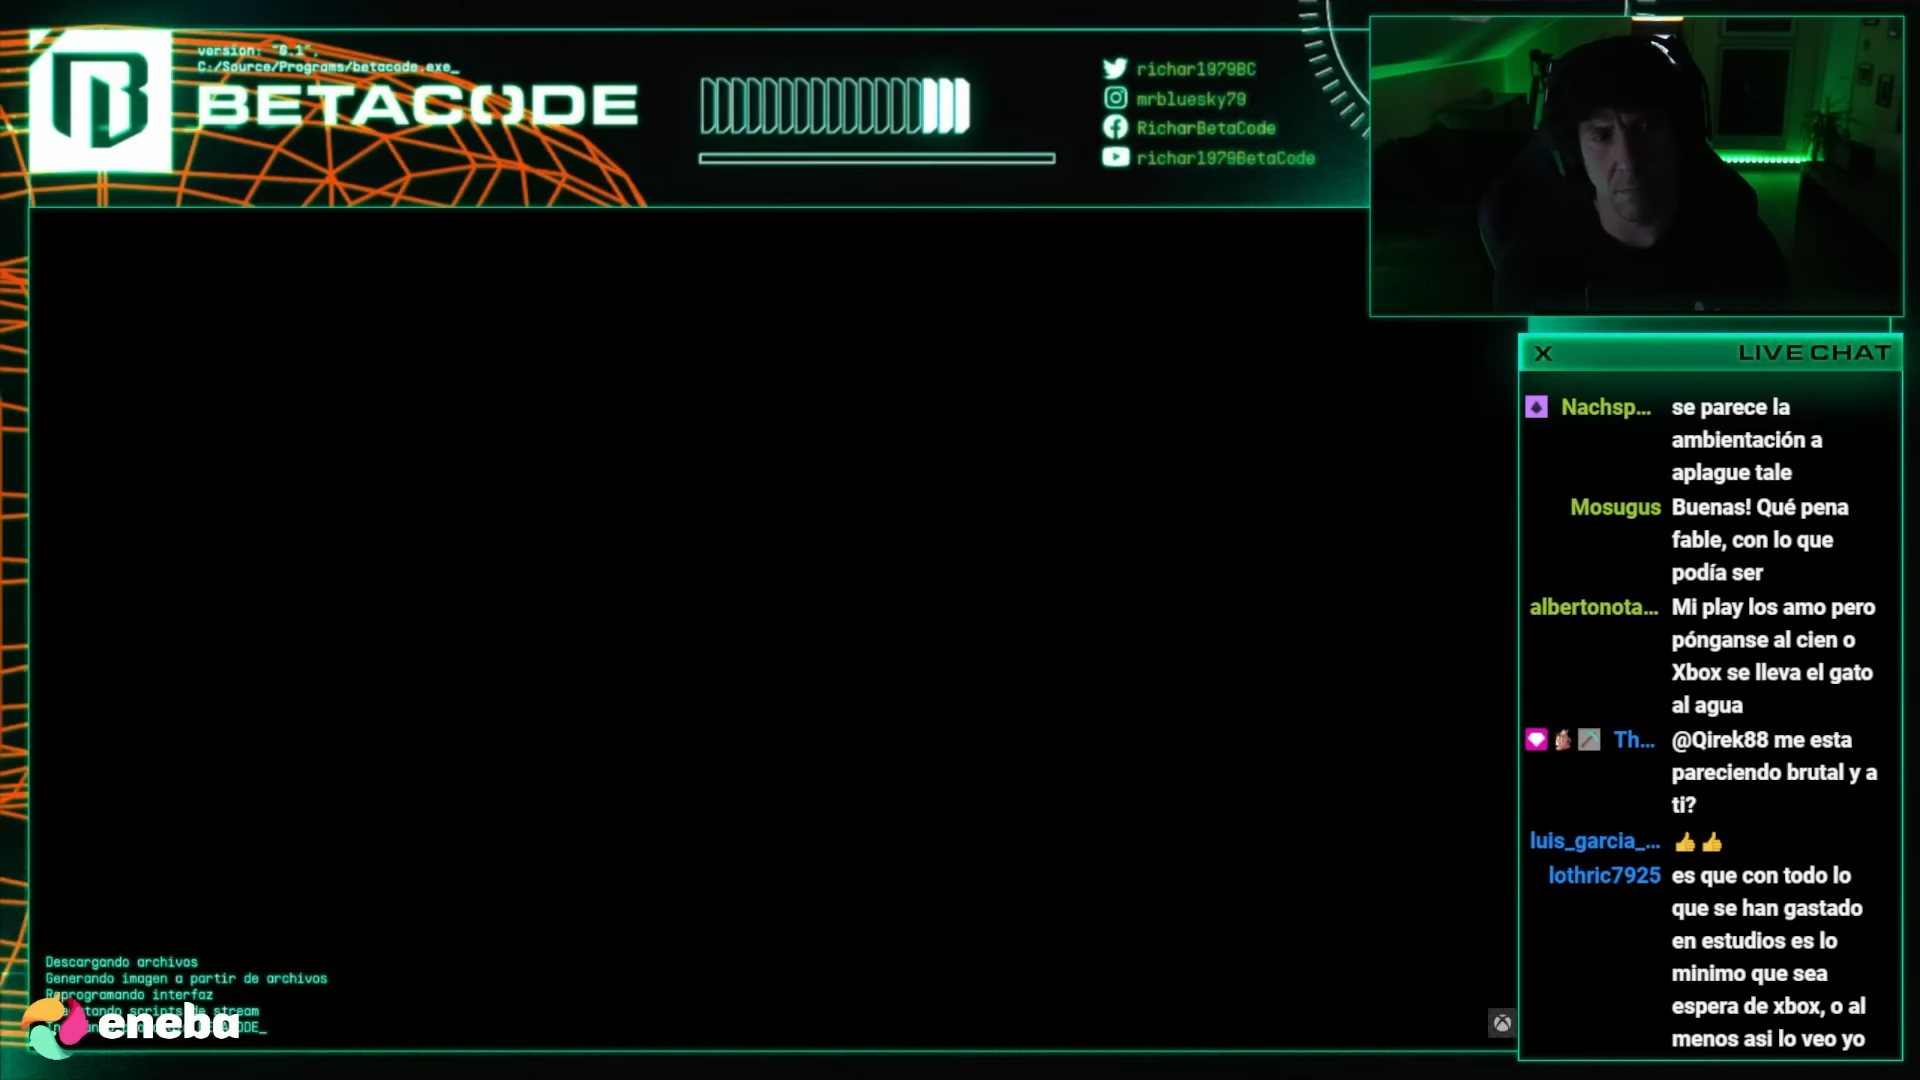 version: "0.1".
C:/Source/Programs/betacode.exe_
BETACODE
richar1979BC
mrbluesky79
RicharBetaCode
richar1979BetaCode
X LIVE CHAT
Nachsp... se parece la
ambientación a
aplague tale
Mosugus Buenas! Qué pena
fable, con lo que
podía ser
albertonota... Mi play los amo pero
pónganse al cien o
Xbox se lleva el gato
al agua
Th... @Qirek88 me esta
pareciendo brutal y a
ti?
luis_garcia_... 👍👍
lothric7925 es que con todo lo
que se han gastado
en estudios es lo
minimo que sea
espera de xbox, o al
menos asi lo veo yo
Descargando archivos
Generando imagen a partir de archivos
Reprogramando interfaz
scripts de stream
eneba